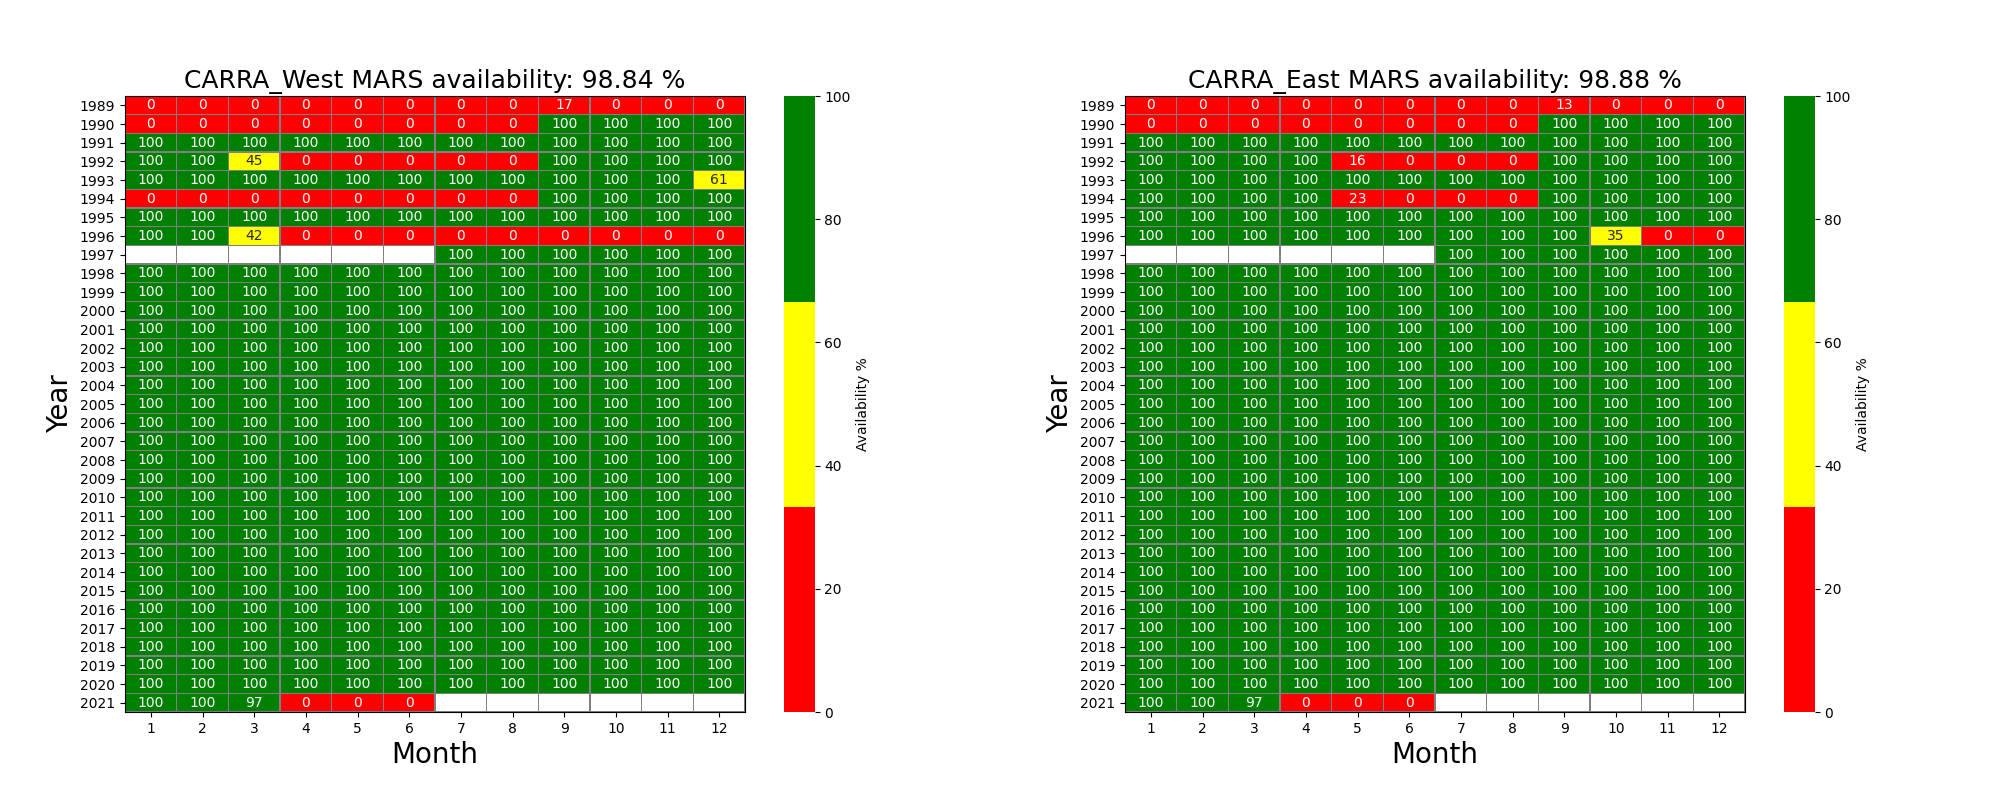 CARRA_West MARS availability: 98.84 %
Year
1989 0 0 0 0 0 0 0 0 17 0 0 0
1990 0 0 0 0 0 0 0 0 100 100 100 100
1991 100 100 100 100 100 100 100 100 100 100 100 100
1992 100 100 45 0 0 0 0 0 100 100 100 100
1993 100 100 100 100 100 100 100 100 100 100 100 61
1994 0 0 0 0 0 0 0 0 100 100 100 100
1995 100 100 100 100 100 100 100 100 100 100 100 100
1996 100 100 42 0 0 0 0 0 0 0 0 0
1997 100 100 100 100 100 100
1998 100 100 100 100 100 100 100 100 100 100 100 100
1999 100 100 100 100 100 100 100 100 100 100 100 100
2000 100 100 100 100 100 100 100 100 100 100 100 100
2001 100 100 100 100 100 100 100 100 100 100 100 100
2002 100 100 100 100 100 100 100 100 100 100 100 100
2003 100 100 100 100 100 100 100 100 100 100 100 100
2004 100 100 100 100 100 100 100 100 100 100 100 100
2005 100 100 100 100 100 100 100 100 100 100 100 100
2006 100 100 100 100 100 100 100 100 100 100 100 100
2007 100 100 100 100 100 100 100 100 100 100 100 100
2008 100 100 100 100 100 100 100 100 100 100 100 100
2009 100 100 100 100 100 100 100 100 100 100 100 100
2010 100 100 100 100 100 100 100 100 100 100 100 100
2011 100 100 100 100 100 100 100 100 100 100 100 100
2012 100 100 100 100 100 100 100 100 100 100 100 100
2013 100 100 100 100 100 100 100 100 100 100 100 100
2014 100 100 100 100 100 100 100 100 100 100 100 100
2015 100 100 100 100 100 100 100 100 100 100 100 100
2016 100 100 100 100 100 100 100 100 100 100 100 100
2017 100 100 100 100 100 100 100 100 100 100 100 100
2018 100 100 100 100 100 100 100 100 100 100 100 100
2019 100 100 100 100 100 100 100 100 100 100 100 100
2020 100 100 100 100 100 100 100 100 100 100 100 100
2021 100 100 97 0 0 0
1 2 3 4 5 6 7 8 9 10 11 12
Month
100
80
60
40
20
0
Availability %
CARRA_East MARS availability: 98.88 %
Year
1989 0 0 0 0 0 0 0 0 13 0 0 0
1990 0 0 0 0 0 0 0 0 100 100 100 100
1991 100 100 100 100 100 100 100 100 100 100 100 100
1992 100 100 100 100 16 0 0 0 100 100 100 100
1993 100 100 100 100 100 100 100 100 100 100 100 100
1994 100 100 100 100 23 0 0 0 100 100 100 100
1995 100 100 100 100 100 100 100 100 100 100 100 100
1996 100 100 100 100 100 100 100 100 100 35 0 0
1997 100 100 100 100 100 100
1998 100 100 100 100 100 100 100 100 100 100 100 100
1999 100 100 100 100 100 100 100 100 100 100 100 100
2000 100 100 100 100 100 100 100 100 100 100 100 100
2001 100 100 100 100 100 100 100 100 100 100 100 100
2002 100 100 100 100 100 100 100 100 100 100 100 100
2003 100 100 100 100 100 100 100 100 100 100 100 100
2004 100 100 100 100 100 100 100 100 100 100 100 100
2005 100 100 100 100 100 100 100 100 100 100 100 100
2006 100 100 100 100 100 100 100 100 100 100 100 100
2007 100 100 100 100 100 100 100 100 100 100 100 100
2008 100 100 100 100 100 100 100 100 100 100 100 100
2009 100 100 100 100 100 100 100 100 100 100 100 100
2010 100 100 100 100 100 100 100 100 100 100 100 100
2011 100 100 100 100 100 100 100 100 100 100 100 100
2012 100 100 100 100 100 100 100 100 100 100 100 100
2013 100 100 100 100 100 100 100 100 100 100 100 100
2014 100 100 100 100 100 100 100 100 100 100 100 100
2015 100 100 100 100 100 100 100 100 100 100 100 100
2016 100 100 100 100 100 100 100 100 100 100 100 100
2017 100 100 100 100 100 100 100 100 100 100 100 100
2018 100 100 100 100 100 100 100 100 100 100 100 100
2019 100 100 100 100 100 100 100 100 100 100 100 100
2020 100 100 100 100 100 100 100 100 100 100 100 100
2021 100 100 97 0 0 0
1 2 3 4 5 6 7 8 9 10 11 12
Month
100
80
60
40
20
0
Availability %